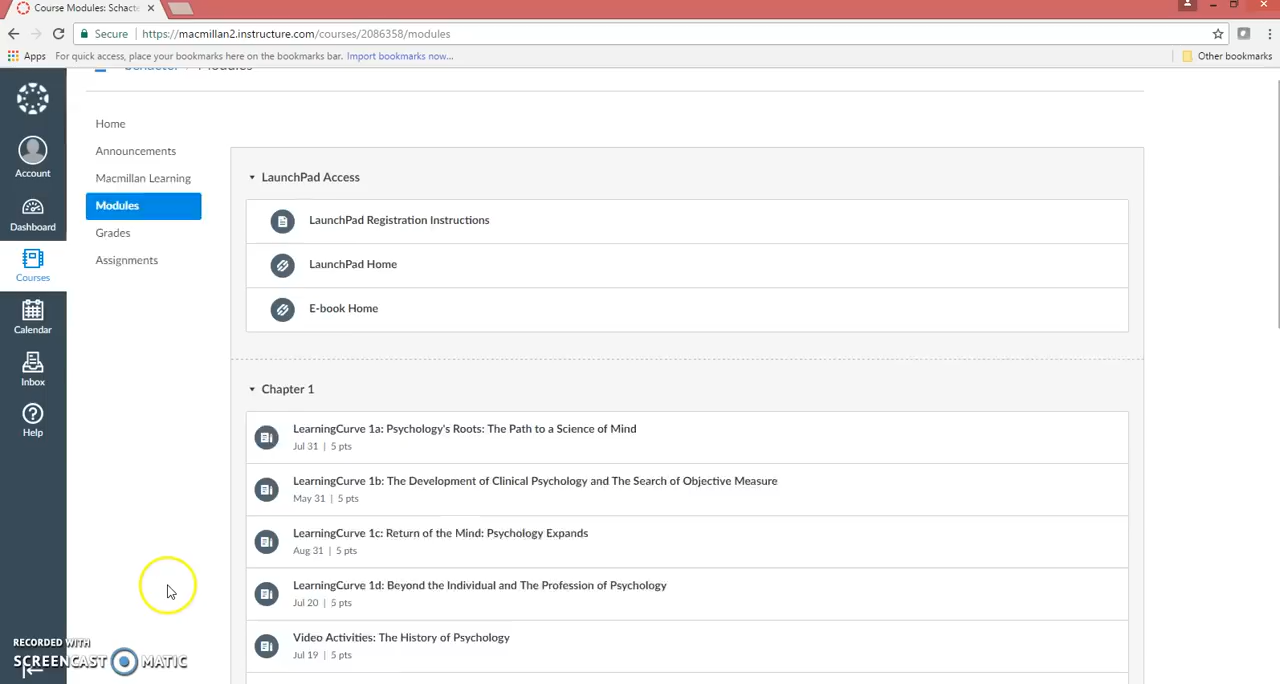 Course Modules: Schacte
Secure | https://macmillan2.instructure.com/courses/2086358/modules
Apps For quick access, place your bookmarks here on the bookmarks bar. Import bookmarks now... Other bookmarks
Modules
Account
Dashboard
Courses
Calendar
Inbox
Help
Home
Announcements
Macmillan Learning
Modules
Grades
Assignments
LaunchPad Access
LaunchPad Registration Instructions
LaunchPad Home
E-book Home
Chapter 1
LearningCurve 1a: Psychology's Roots: The Path to a Science of Mind
Jul 31 | 5 pts
LearningCurve 1b: The Development of Clinical Psychology and The Search of Objective Measure
May 31 | 5 pts
LearningCurve 1c: Return of the Mind: Psychology Expands
Aug 31 | 5 pts
LearningCurve 1d: Beyond the Individual and The Profession of Psychology
Jul 20 | 5 pts
Video Activities: The History of Psychology
Jul 19 | 5 pts
RECORDED WITH
SCREENCAST MATIC